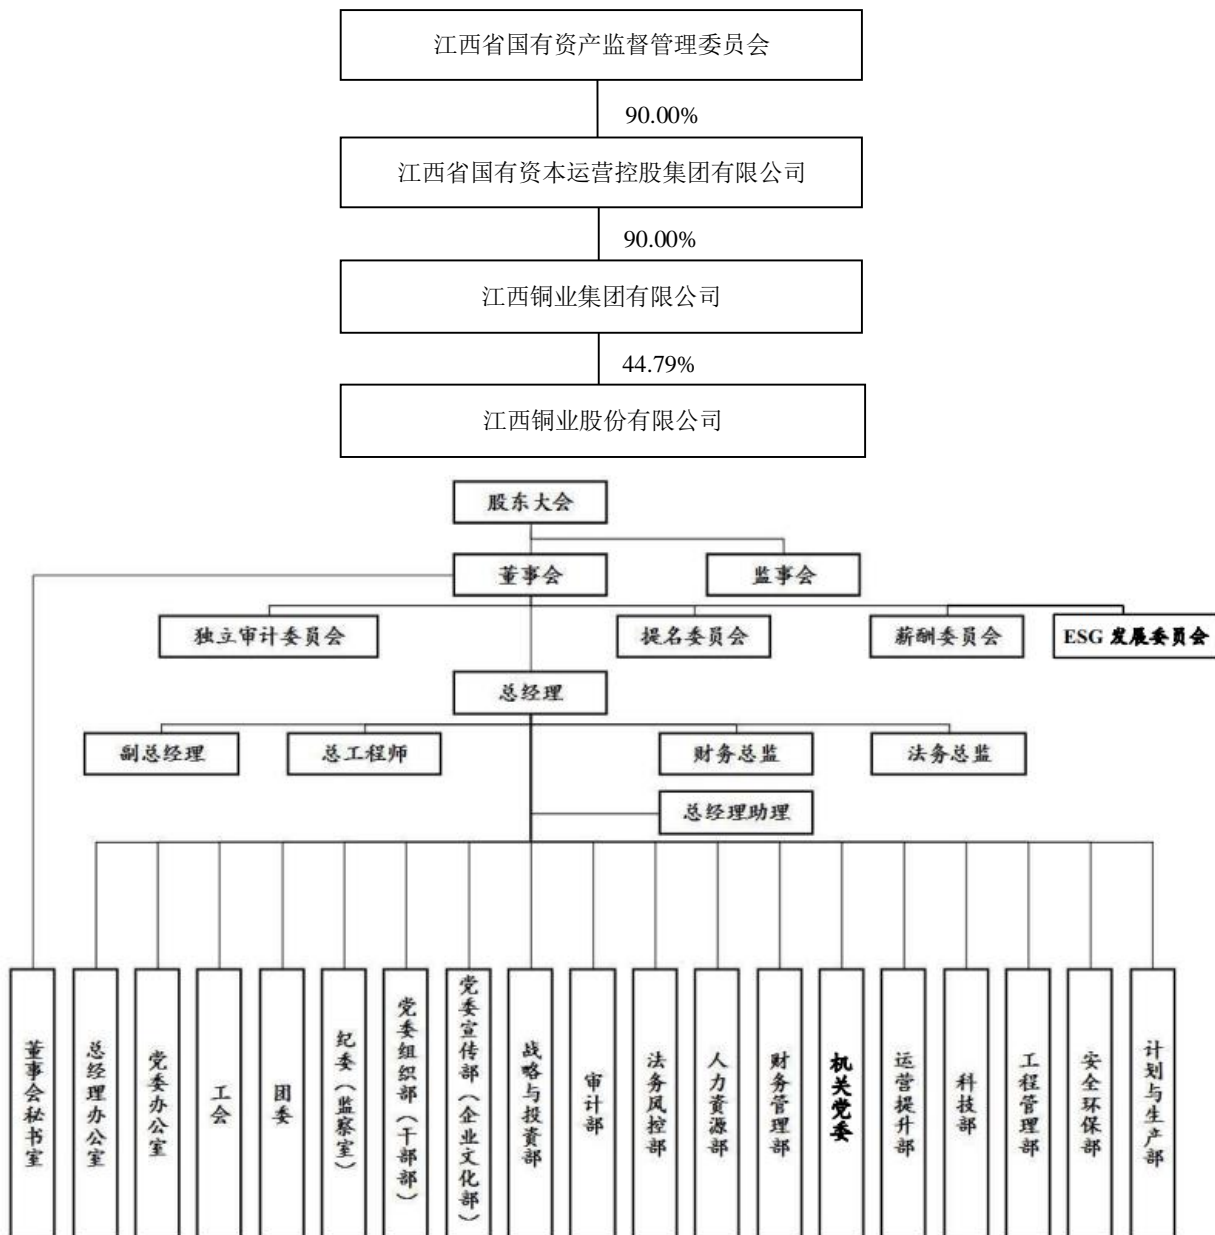 江西省国有资产监督管理委员会
90.00%
江西省国有资本运营控股集团有限公司
90.00%
江西铜业集团有限公司
44.79%
江西铜业股份有限公司
股东大会
董事会
监事会
独立审计委员会
提名委员会
薪酬委员会
ESG 发展委员会
总经理
副总经理
总工程师
财务总监
法务总监
总经理助理
董事会秘书室
总经理办公室
党委办公室
工会
团委
纪委（监察室）
党委组织部（干部部）
党委宣传部（企业文化部）
战略与投资部
审计部
法务风控部
人力资源部
财务管理部
机关党委
运营提升部
科技部
工程管理部
安全环保部
计划与生产部